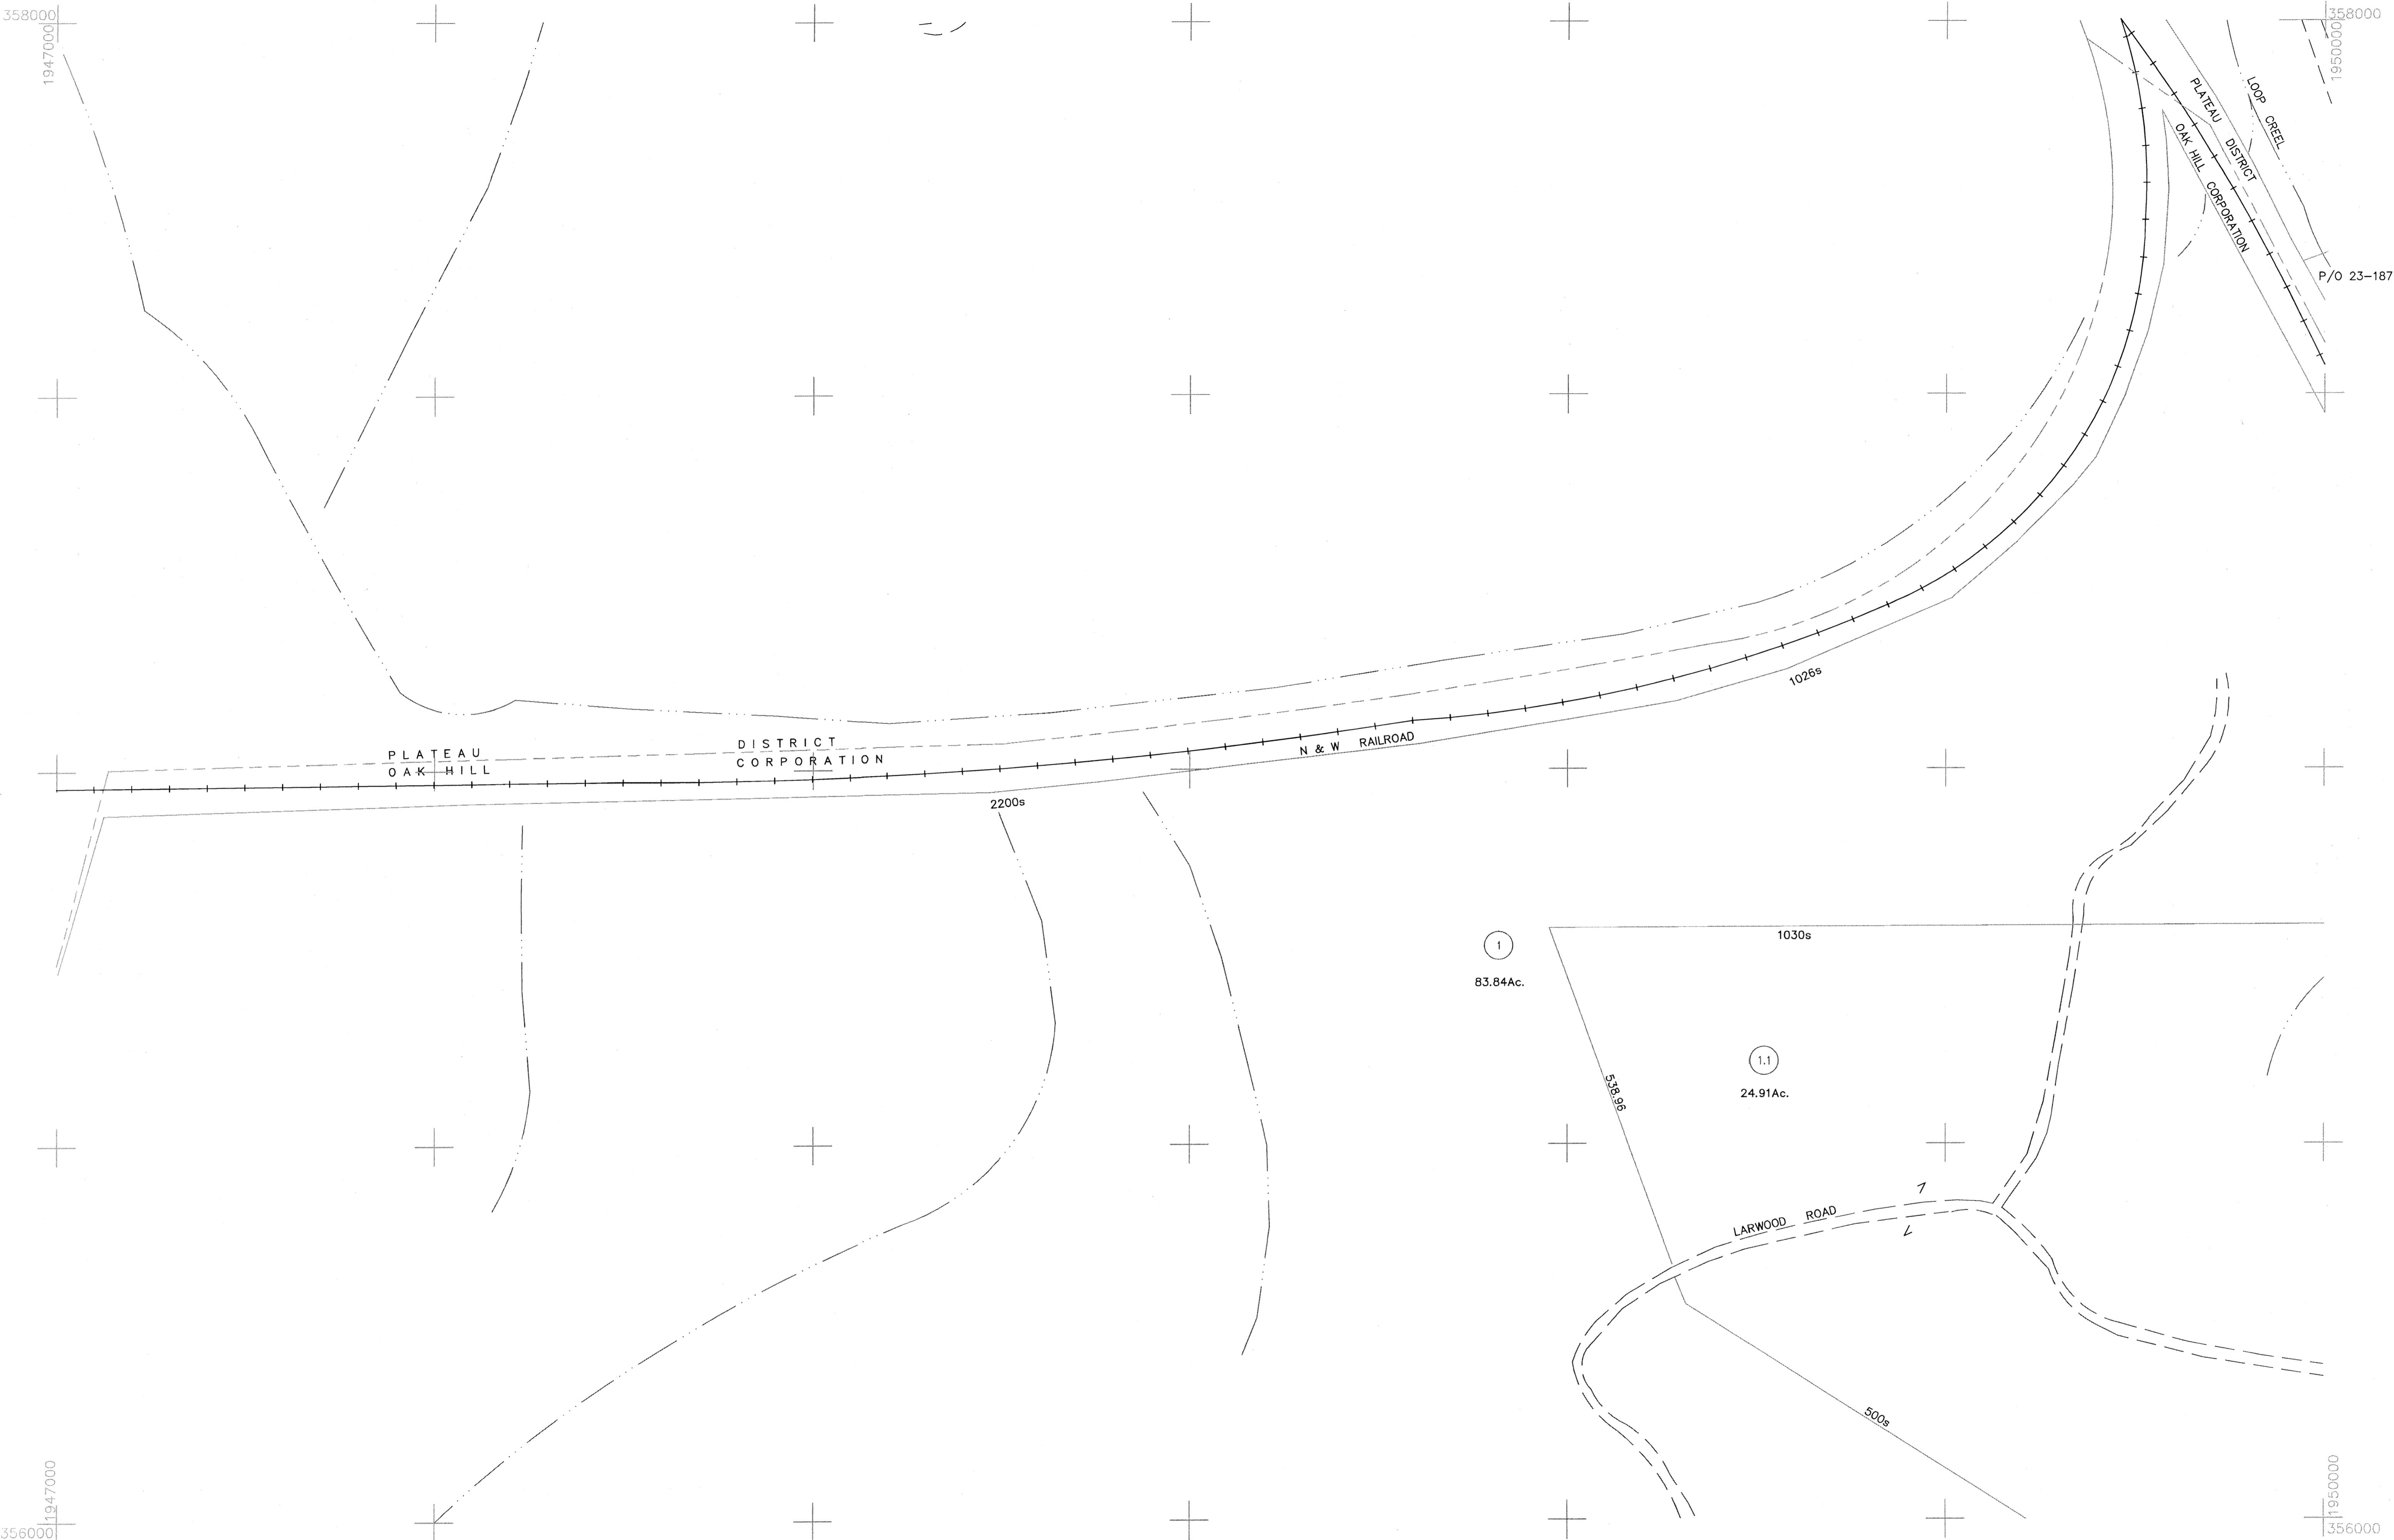 358000
1947000
358000
1950000
PLATEAU DISTRICT
LOOP CREEL
OAK HILL CORPORATION
P/O 23-187
1026s
PLATEAU DISTRICT
OAK HILL CORPORATION
N & W RAILROAD
2200s
1030s
1
83.84Ac.
1.1
24.91Ac.
538.96
LARWOOD ROAD
500s
1947000
356000
1950000
356000